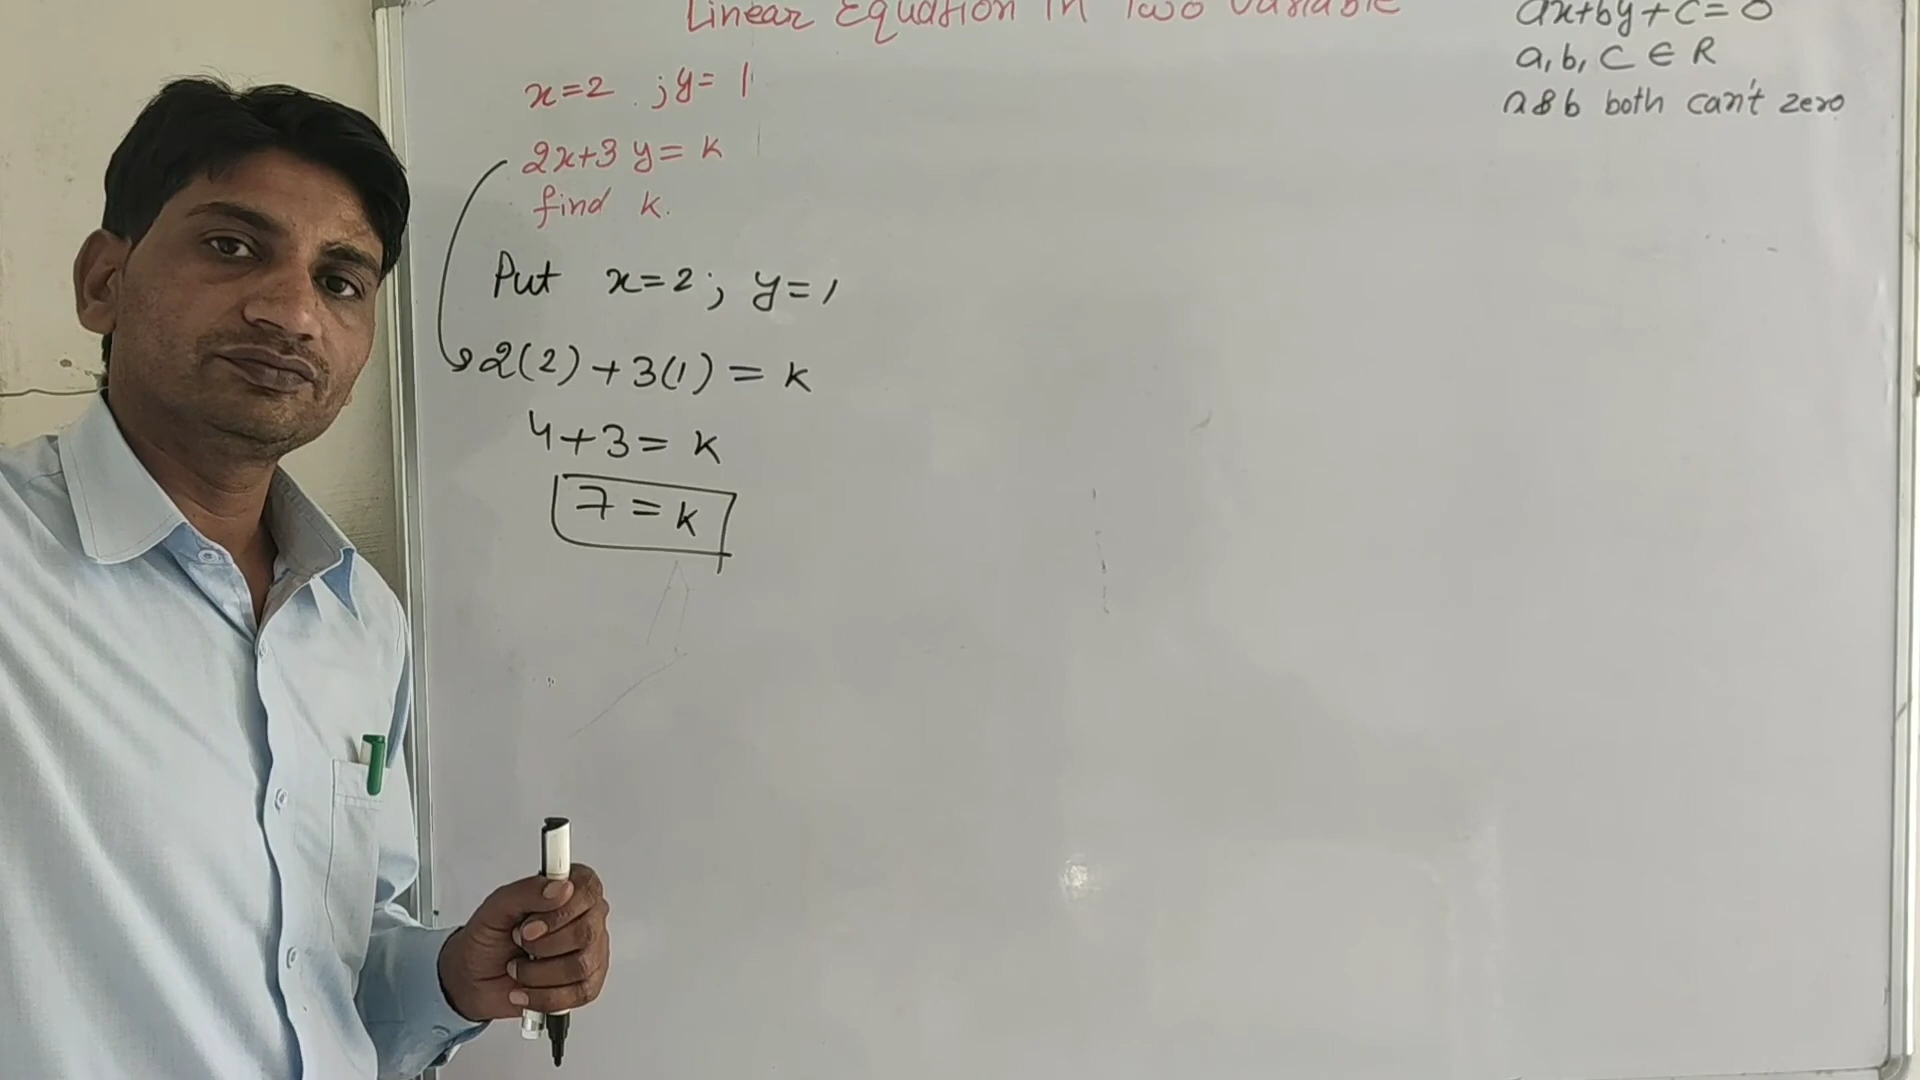 Linear Equation in Two Variable
ax+by+c=0
a,b,c ∈ R
a&b both can't zero
x=2 ; y=1
2x+3y=k
find k.
Put x=2; y=1
2(2)+3(1)=k
4+3=k
7=k